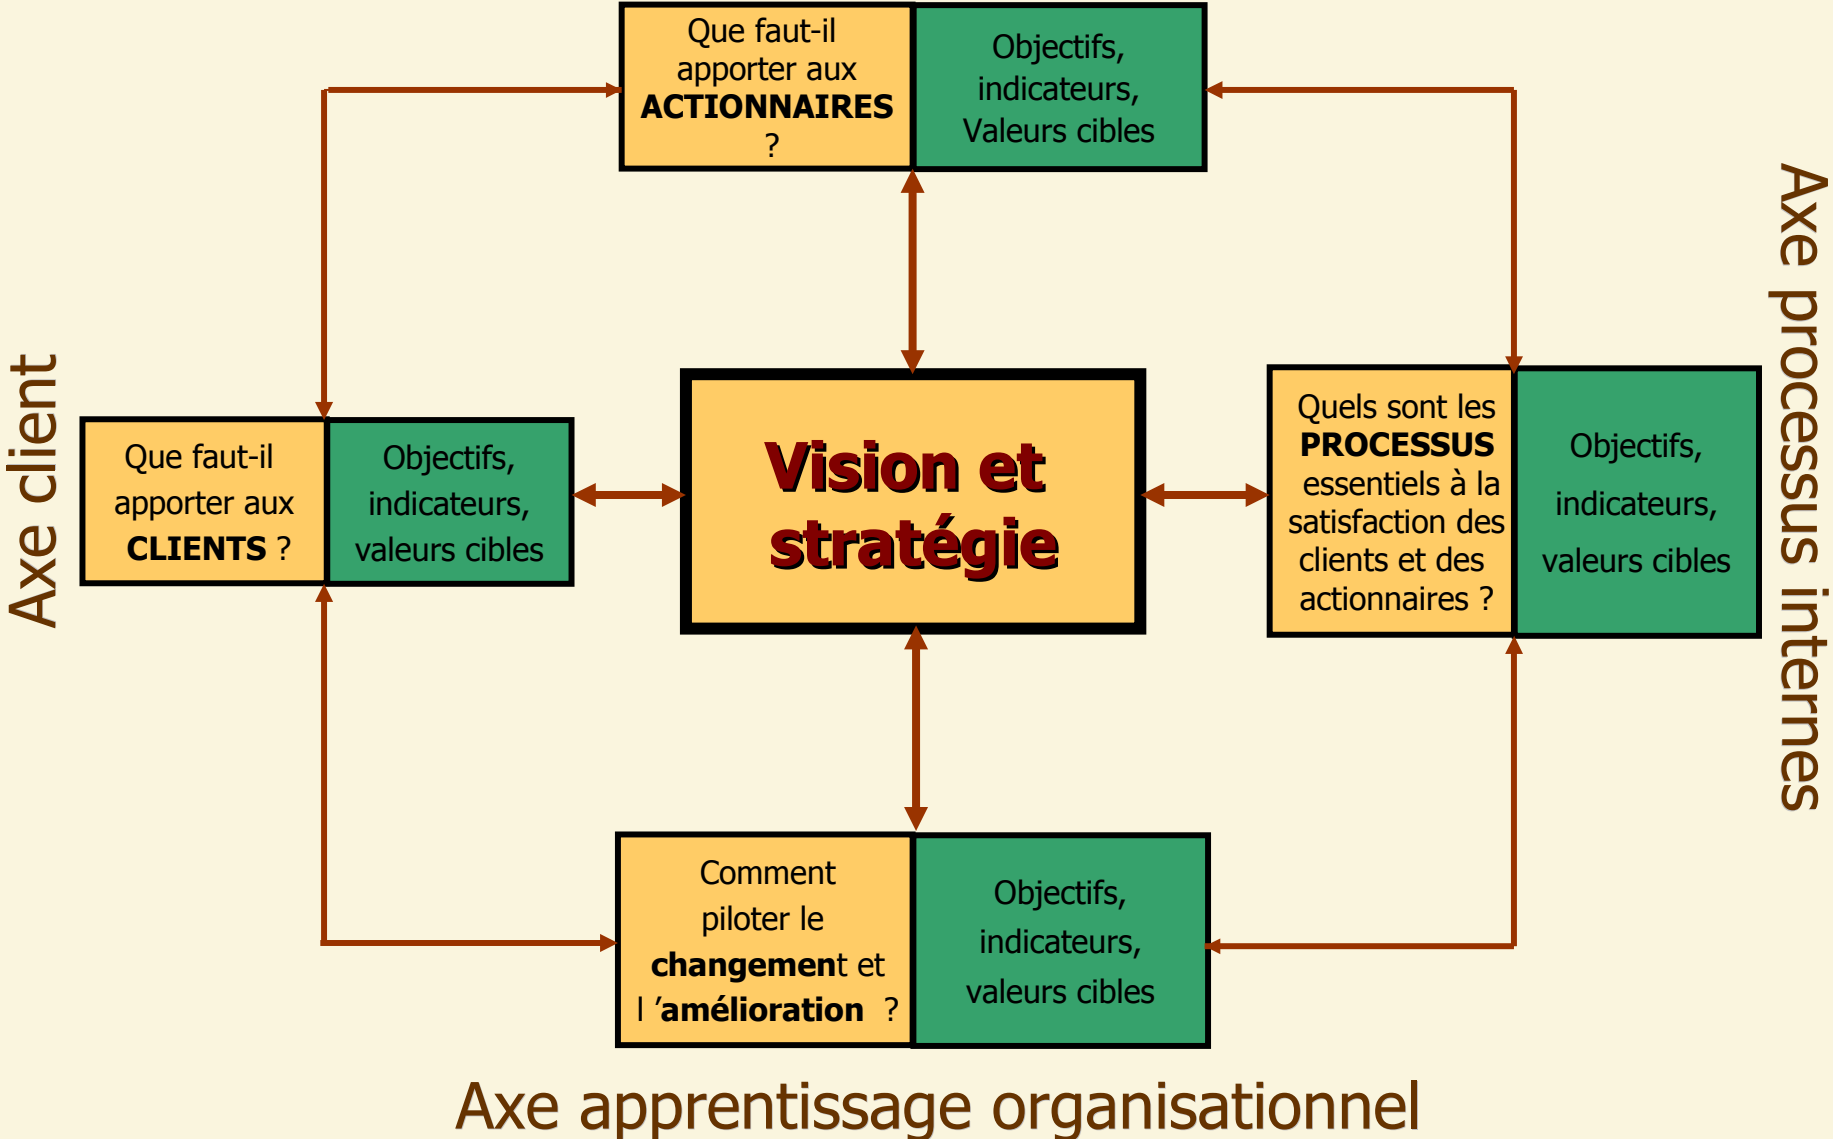 Que faut-il
apporter aux
ACTIONNAIRES
?
Objectifs,
indicateurs,
Valeurs cibles
Axe client
Que faut-il
apporter aux
CLIENTS ?
Objectifs,
indicateurs,
valeurs cibles
Vision et
stratégie
Quels sont les
PROCESSUS
essentiels à la
satisfaction des
clients et des
actionnaires ?
Objectifs,
indicateurs,
valeurs cibles
Axe processus internes
Comment
piloter le
changement et
l ’amélioration  ?
Objectifs,
indicateurs,
valeurs cibles
Axe apprentissage organisationnel